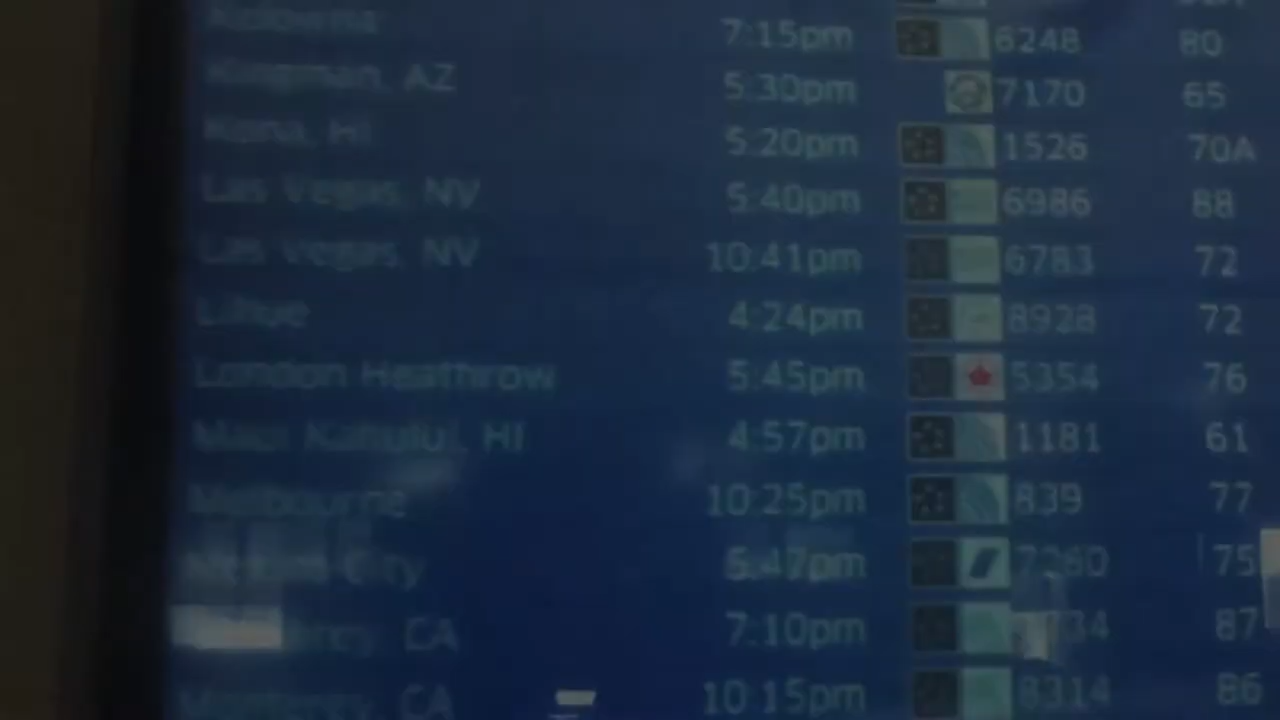 Kelowna 7:15pm 6248 80
Kingman, AZ 5:30pm 7170 65
Kona, HI 5:20pm 1526 70A
Las Vegas, NV 5:40pm 6986 88
Las Vegas, NV 10:41pm 6783 72
Lihue 4:24pm 8928 72
London Heathrow 5:45pm 5354 76
Maui Kahului, HI 4:57pm 1181 61
Melbourne 10:25pm 839 77
City 75
CA 7:10pm 87
Monterey, CA 10:15pm 8314 86